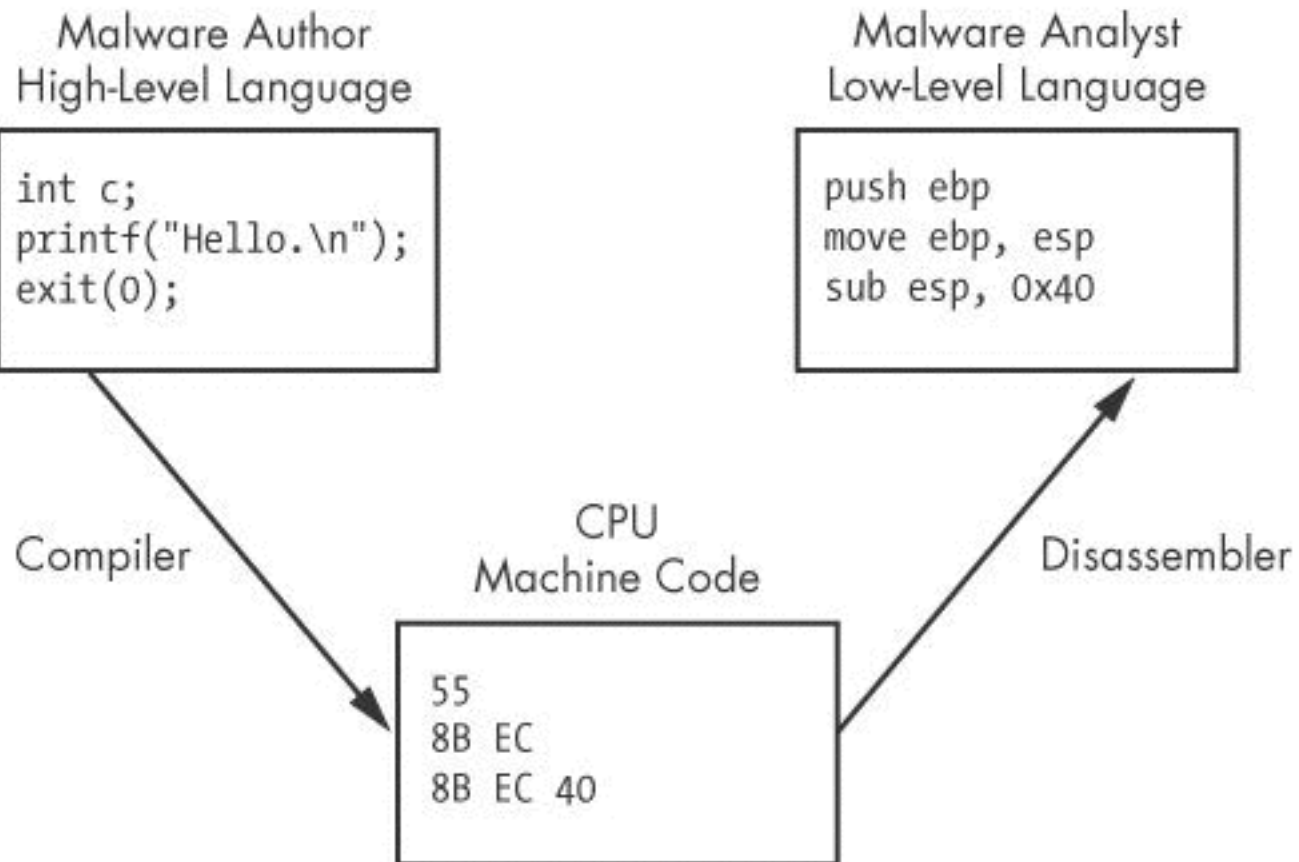 Malware Author
High-Level Language
int c;
printf("Hello.\n");
exit(0);
Malware Analyst
Low-Level Language
push ebp
move ebp, esp
sub esp, 0x40
Compiler
CPU
Machine Code
55
8B EC
8B EC 40
Disassembler